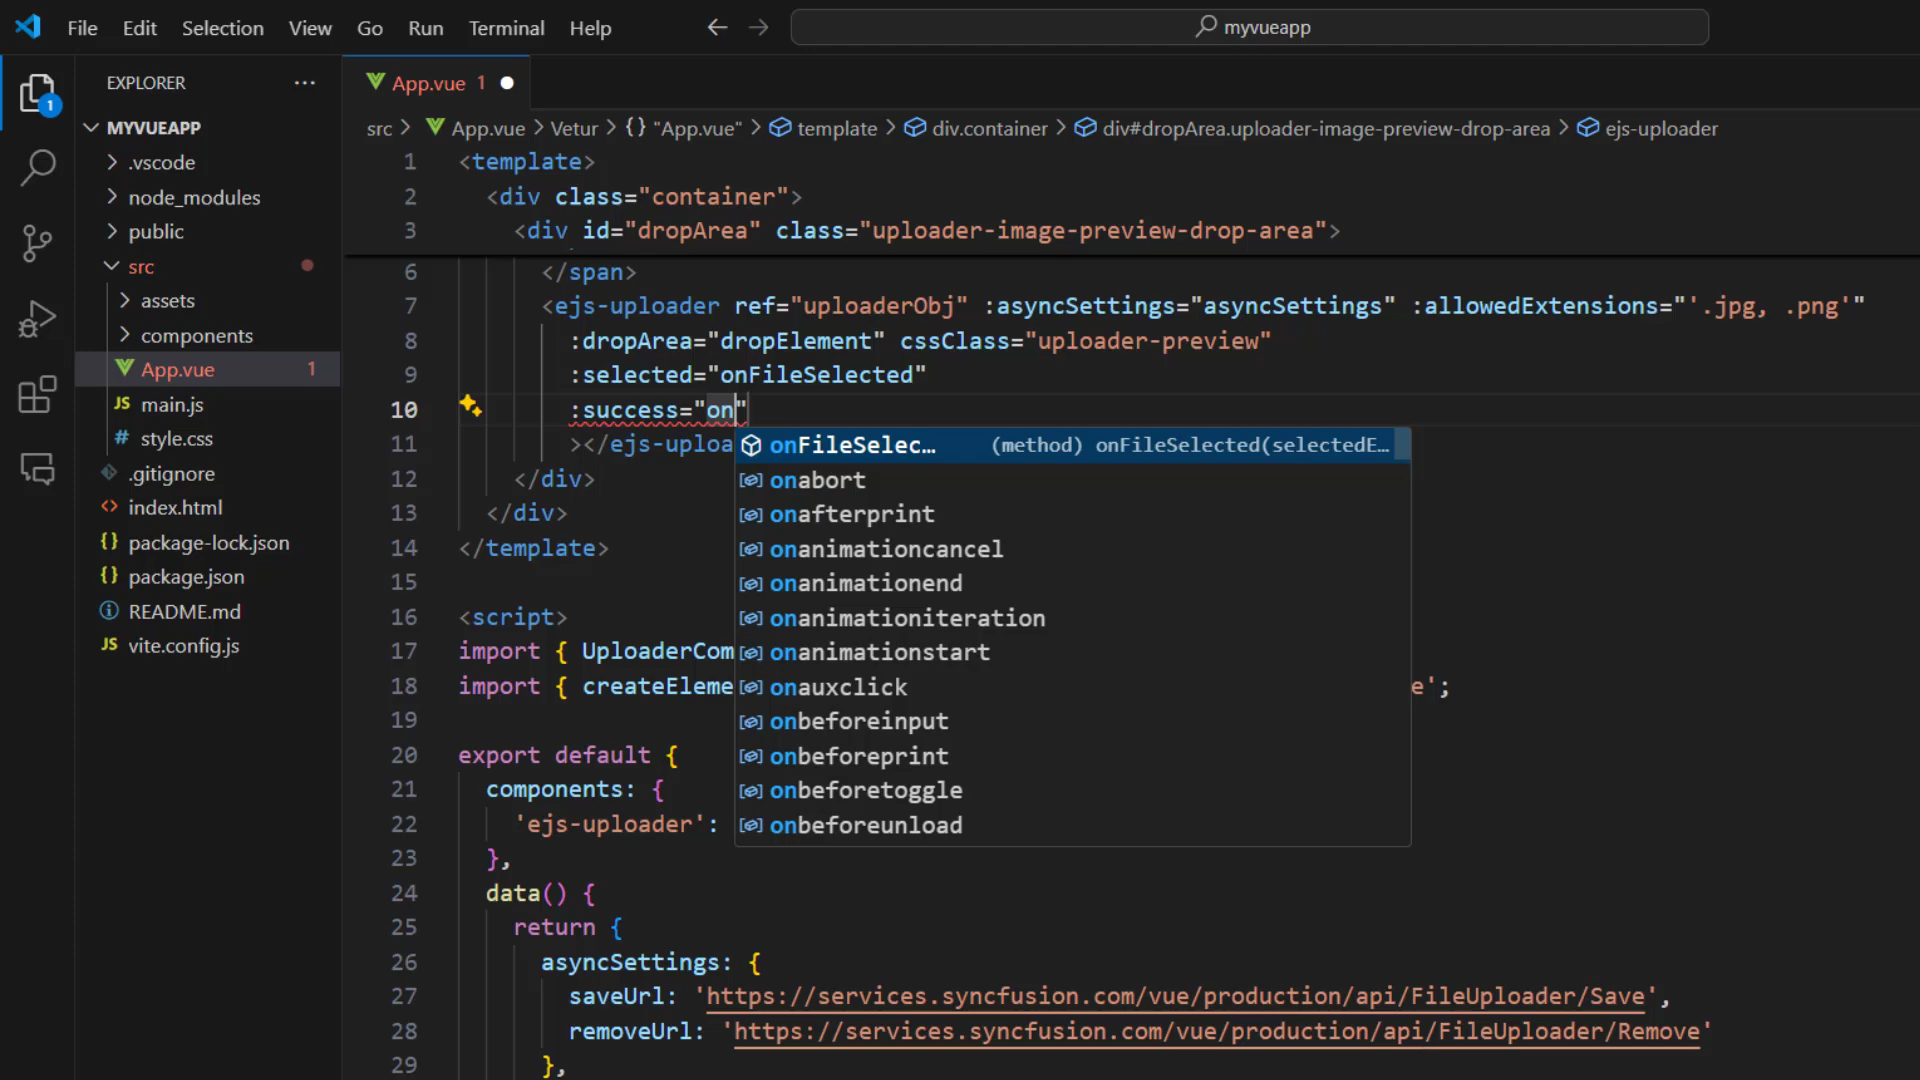 File Edit Selection View Go Run Terminal Help
myvueapp
EXPLORER
App.vue 1
1
MYVUEAPP
.vscode
node_modules
public
src
assets
components
App.vue 1
JS main.js
# style.css
.gitignore
<> index.html
{} package-lock.json
{} package.json
README.md
JS vite.config.js
src > App.vue > Vetur > {} "App.vue" > template > div.container > div#dropArea.uploader-image-preview-drop-area > ejs-uploader
1 <template>
2 <div class="container">
3 <div id="dropArea" class="uploader-image-preview-drop-area">
6 </span>
7 <ejs-uploader ref="uploaderObj" :asyncSettings="asyncSettings" :allowedExtensions="'.jpg, .png'"
8 :dropArea="dropElement" cssClass="uploader-preview"
9 :selected="onFileSelected"
10 :success="on"
11 ></ejs-uploa
12 </div>
13 </div>
14 </template>
15
16 <script>
17 import { UploaderCom
18 import { createEleme e';
19
20 export default {
21 components: {
22 'ejs-uploader':
23 },
24 data() {
25 return {
26 asyncSettings: {
27 saveUrl: 'https://services.syncfusion.com/vue/production/api/FileUploader/Save',
28 removeUrl: 'https://services.syncfusion.com/vue/production/api/FileUploader/Remove'
29 },
onFileSelec... (method) onFileSelected(selectedE...
onabort
onafterprint
onanimationcancel
onanimationend
onanimationiteration
onanimationstart
onauxclick
onbeforeinput
onbeforeprint
onbeforetoggle
onbeforeunload